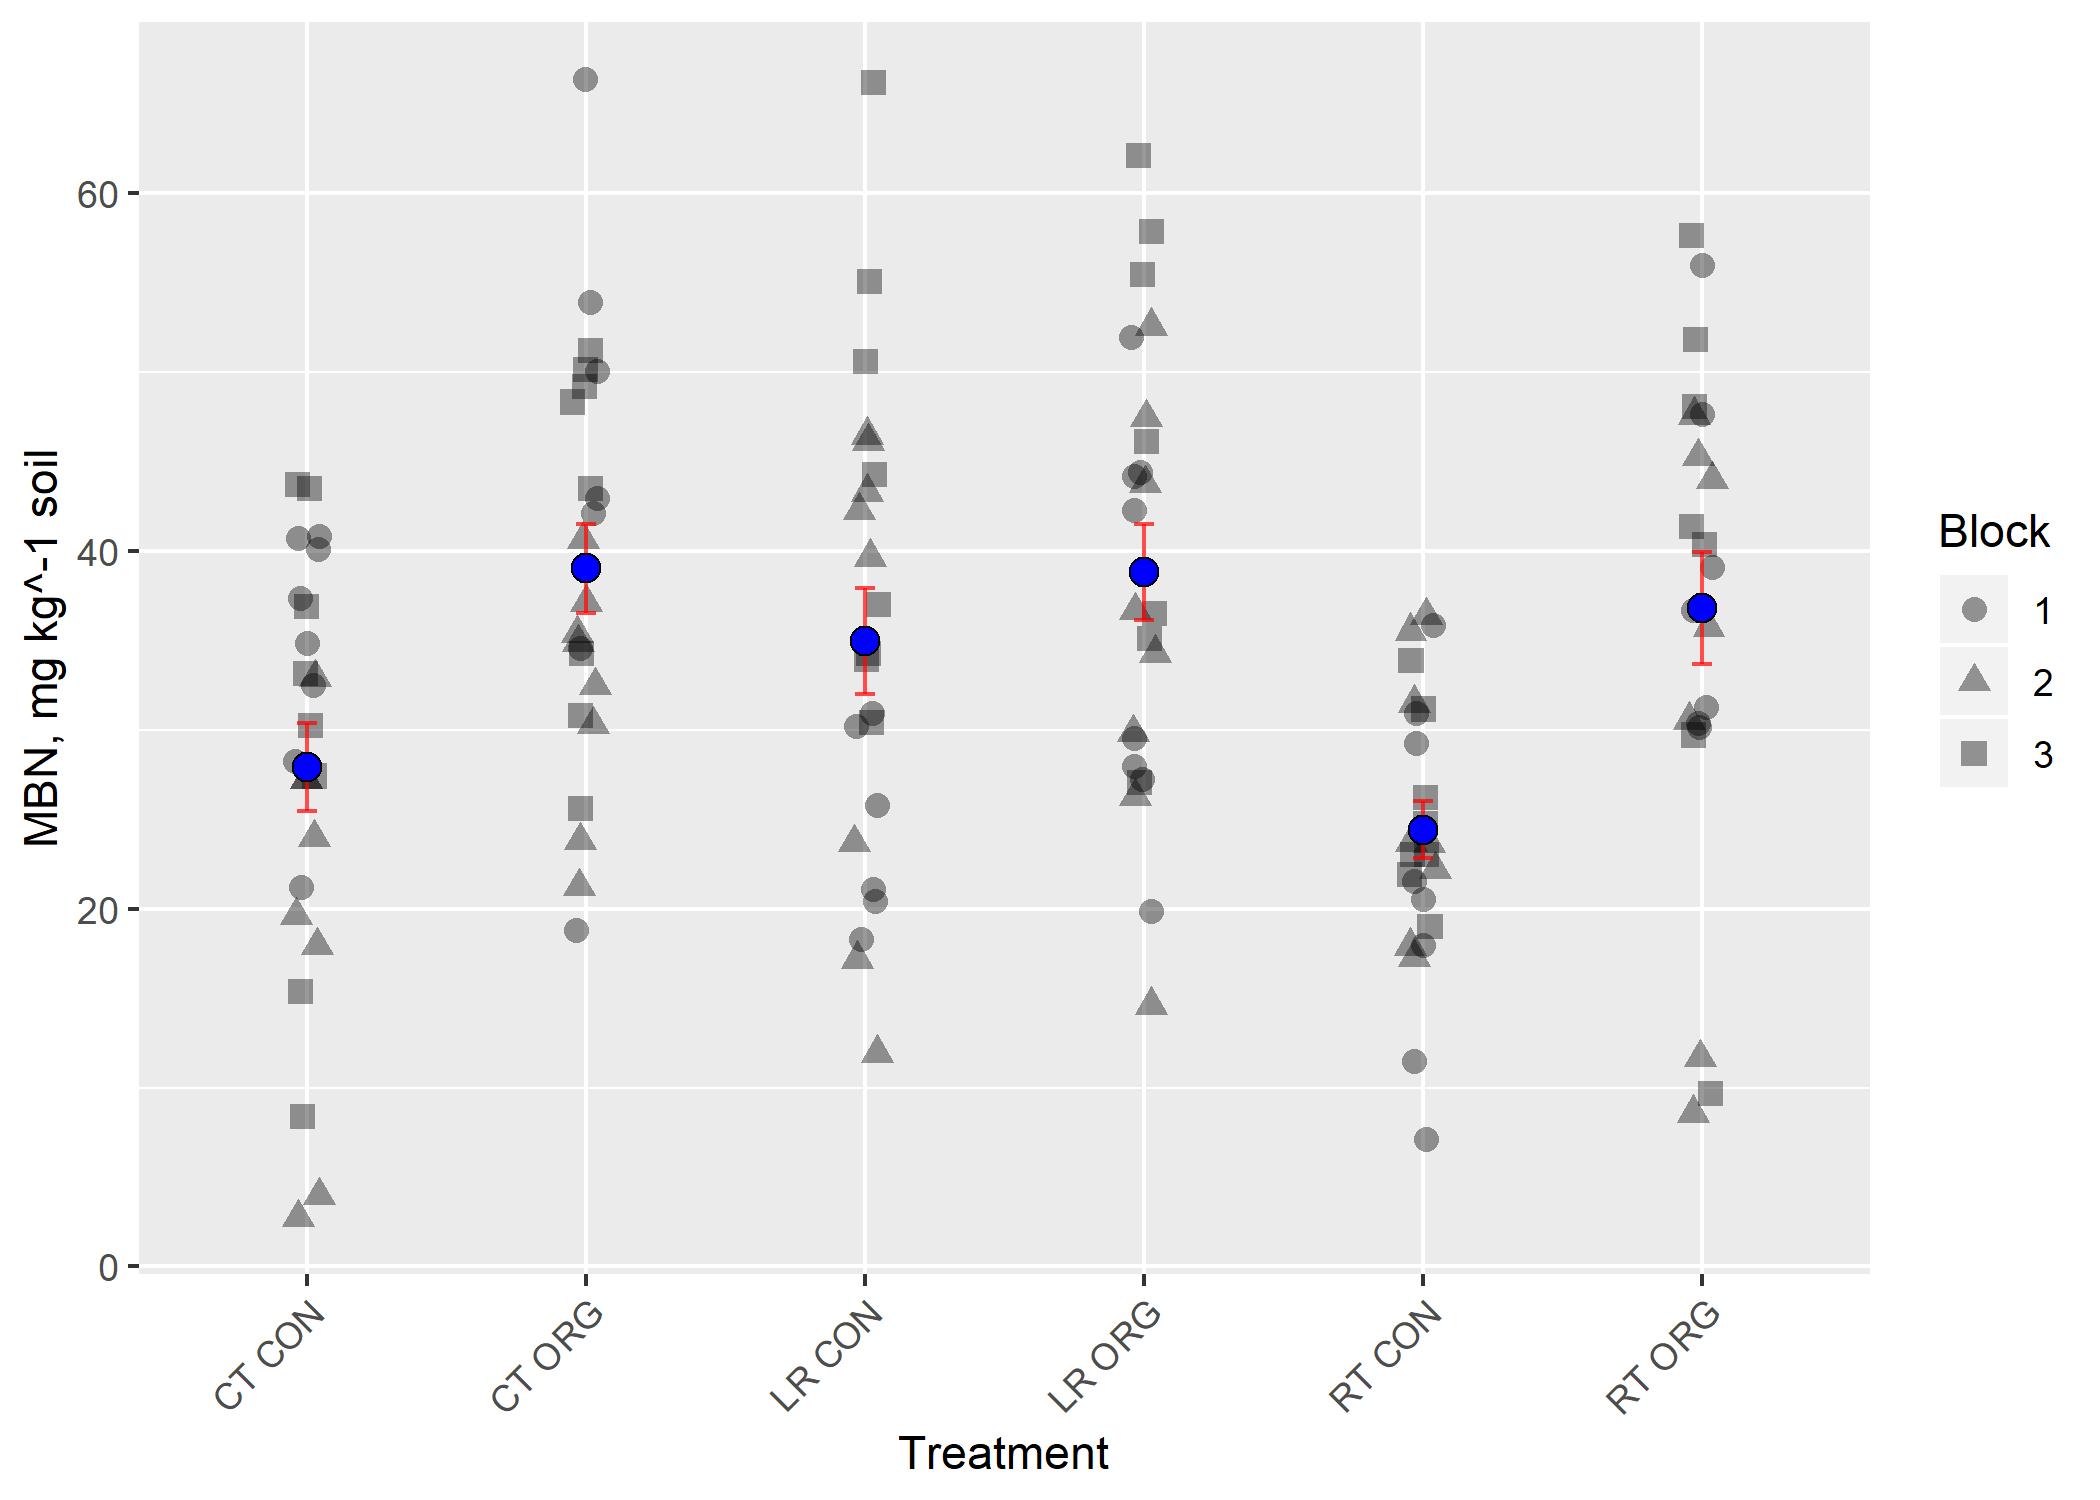 MBN, mg kg^-1 soil
60
40
20
0
CT CON
CT ORG
LR CON
LR ORG
RT CON
RT ORG
Treatment
Block
1
2
3